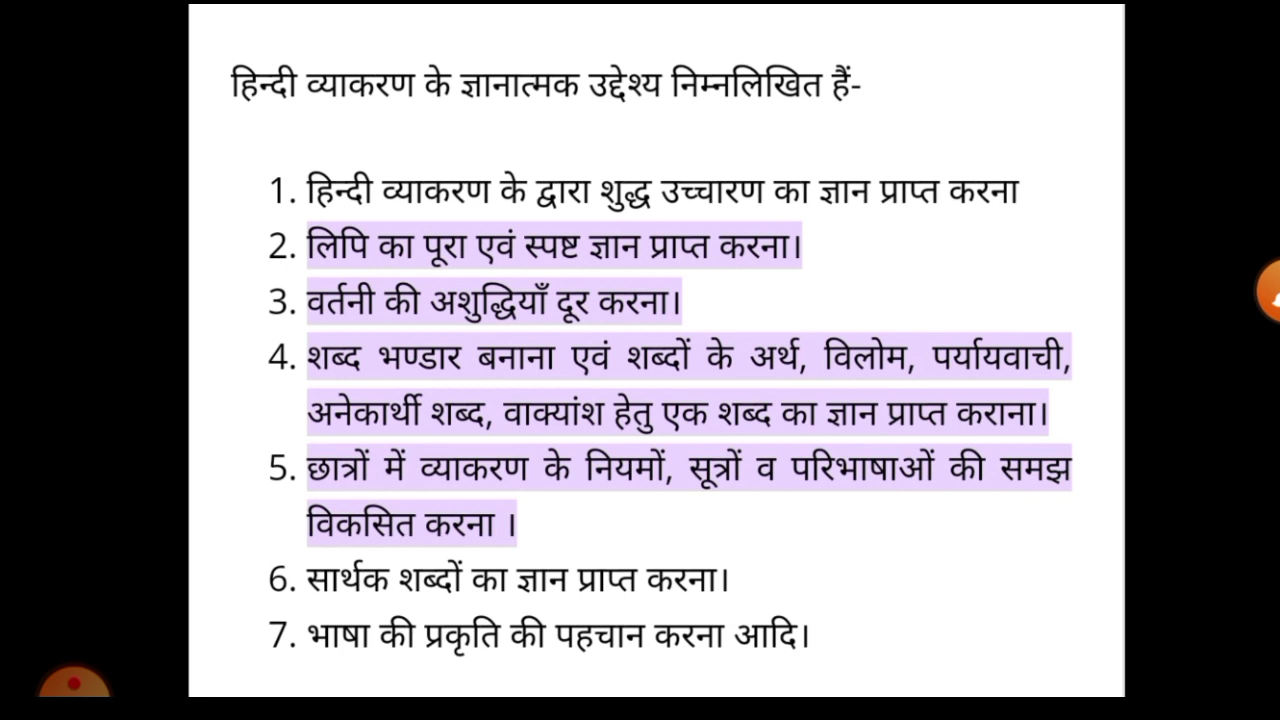 हिन्दी व्याकरण के ज्ञानात्मक उद्देश्य निम्नलिखित हैं-
1. हिन्दी व्याकरण के द्वारा शुद्ध उच्चारण का ज्ञान प्राप्त करना
2. लिपि का पूरा एवं स्पष्ट ज्ञान प्राप्त करना।
3. वर्तनी की अशुद्धियाँ दूर करना।
4. शब्द भण्डार बनाना एवं शब्दों के अर्थ, विलोम, पर्यायवाची,
अनेकार्थी शब्द, वाक्यांश हेतु एक शब्द का ज्ञान प्राप्त कराना।
5. छात्रों में व्याकरण के नियमों, सूत्रों व परिभाषाओं की समझ
विकसित करना ।
6. सार्थक शब्दों का ज्ञान प्राप्त करना।
7. भाषा की प्रकृति की पहचान करना आदि।